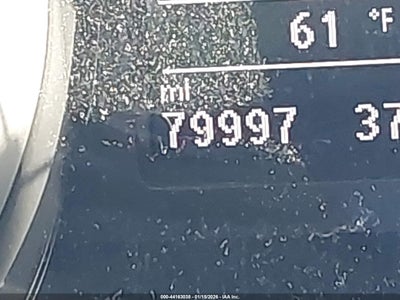 61 °F
mi
79997 37
000-44163038 - 01/15/2026 - IAA Inc.